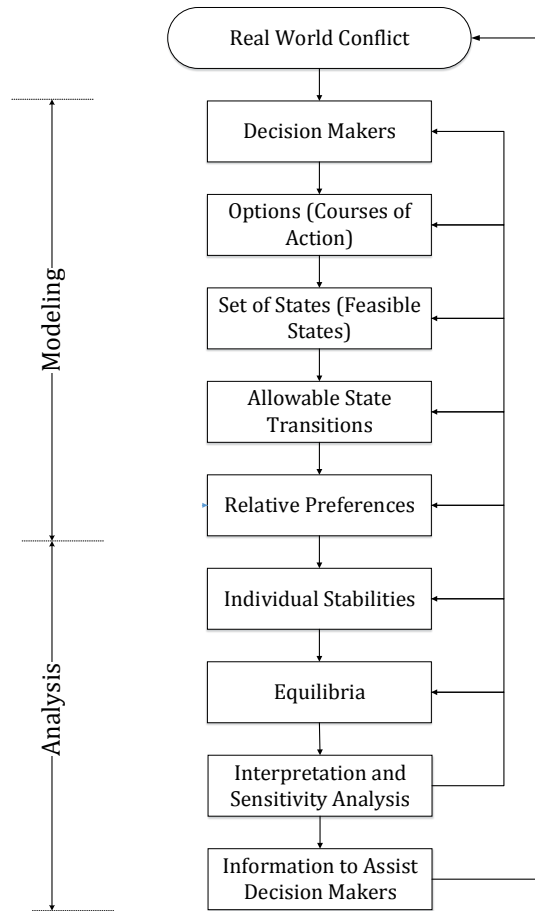 Real World Conflict
Decision Makers
Options (Courses of
Action)
Set of States (Feasible
States)
Allowable State
Transitions
Relative Preferences
Individual Stabilities
Equilibria
Interpretation and
Sensitivity Analysis
Information to Assist
Decision Makers
Modeling
Analysis